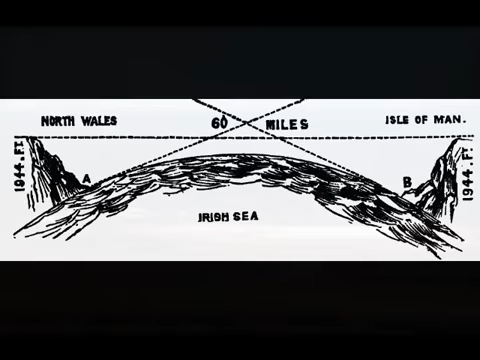 NORTH WALES
60 MILES
ISLE OF MAN.
1944. FT.
A
B
1944. FT
IRISH SEA